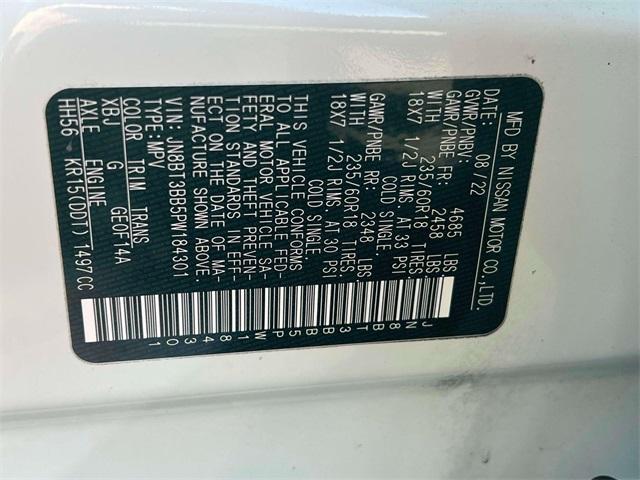 MFD BY NISSAN MOTOR CO.,LTD.
DATE: 08/22
GVWR/PNBV: 4685 LBS
GAWR/PNBE FR: 2458 LBS
WITH 235/60R18 TIRES,
18X7 1/2J RIMS, AT 33 PSI
COLD SINGLE
GAWR/PNBE RR: 2348 LBS
WITH 235/60R18 TIRES,
18X7 1/2J RIMS, AT 30 PSI
COLD SINGLE
THIS VEHICLE CONFORMS
TO ALL APPLICABLE FED-
ERAL MOTOR VEHICLE SA-
FETY AND THEFT PREVEN-
TION STANDARDS IN EFF-
ECT ON THE DATE OF MA-
NUFACTURE SHOWN ABOVE.
VIN: JN8BT3BB5PW184301
TYPE: MPV
COLOR TRIM TRANS
XBJ G GE0F14A
AXLE ENGINE
HH56 KR15(DDT) 1497CC
JN8BT3BB5PW184301